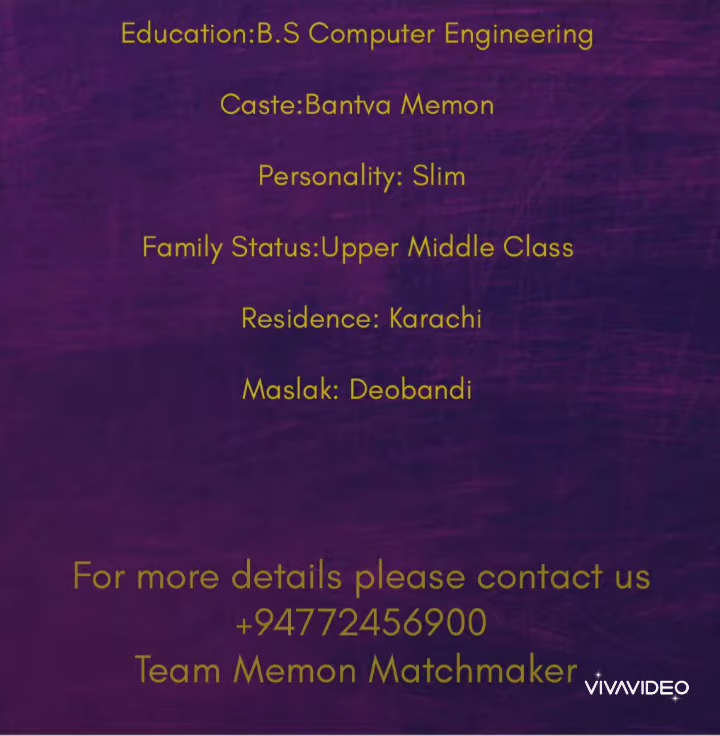 Education:B.S Computer Engineering
Caste:Bantva Memon
Personality: Slim
Family Status:Upper Middle Class
Residence: Karachi
Maslak: Deobandi
For more details please contact us
+94772456900
Team Memon Matchmaker
VIVAVIDEO